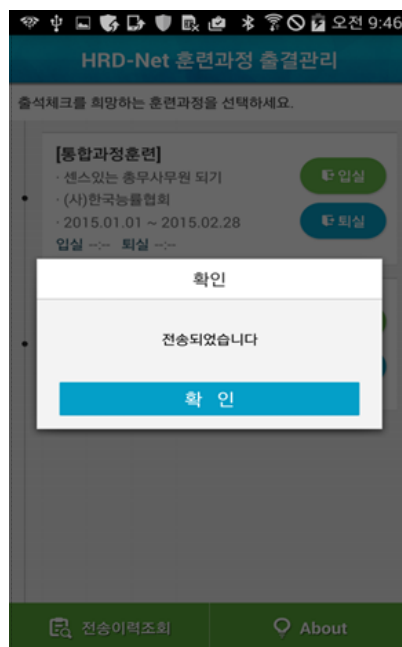 오전 9:46
HRD-Net 훈련과정 출결관리
출석체크를 희망하는 훈련과정을 선택하세요.
[통합과정훈련]
· 센스있는 총무사무원 되기
· (사)한국능률협회
· 2015.01.01 ~ 2015.02.28
입실 --:-- 퇴실 --:--
입실
퇴실
확인
전송되었습니다
확 인
전송이력조회
About